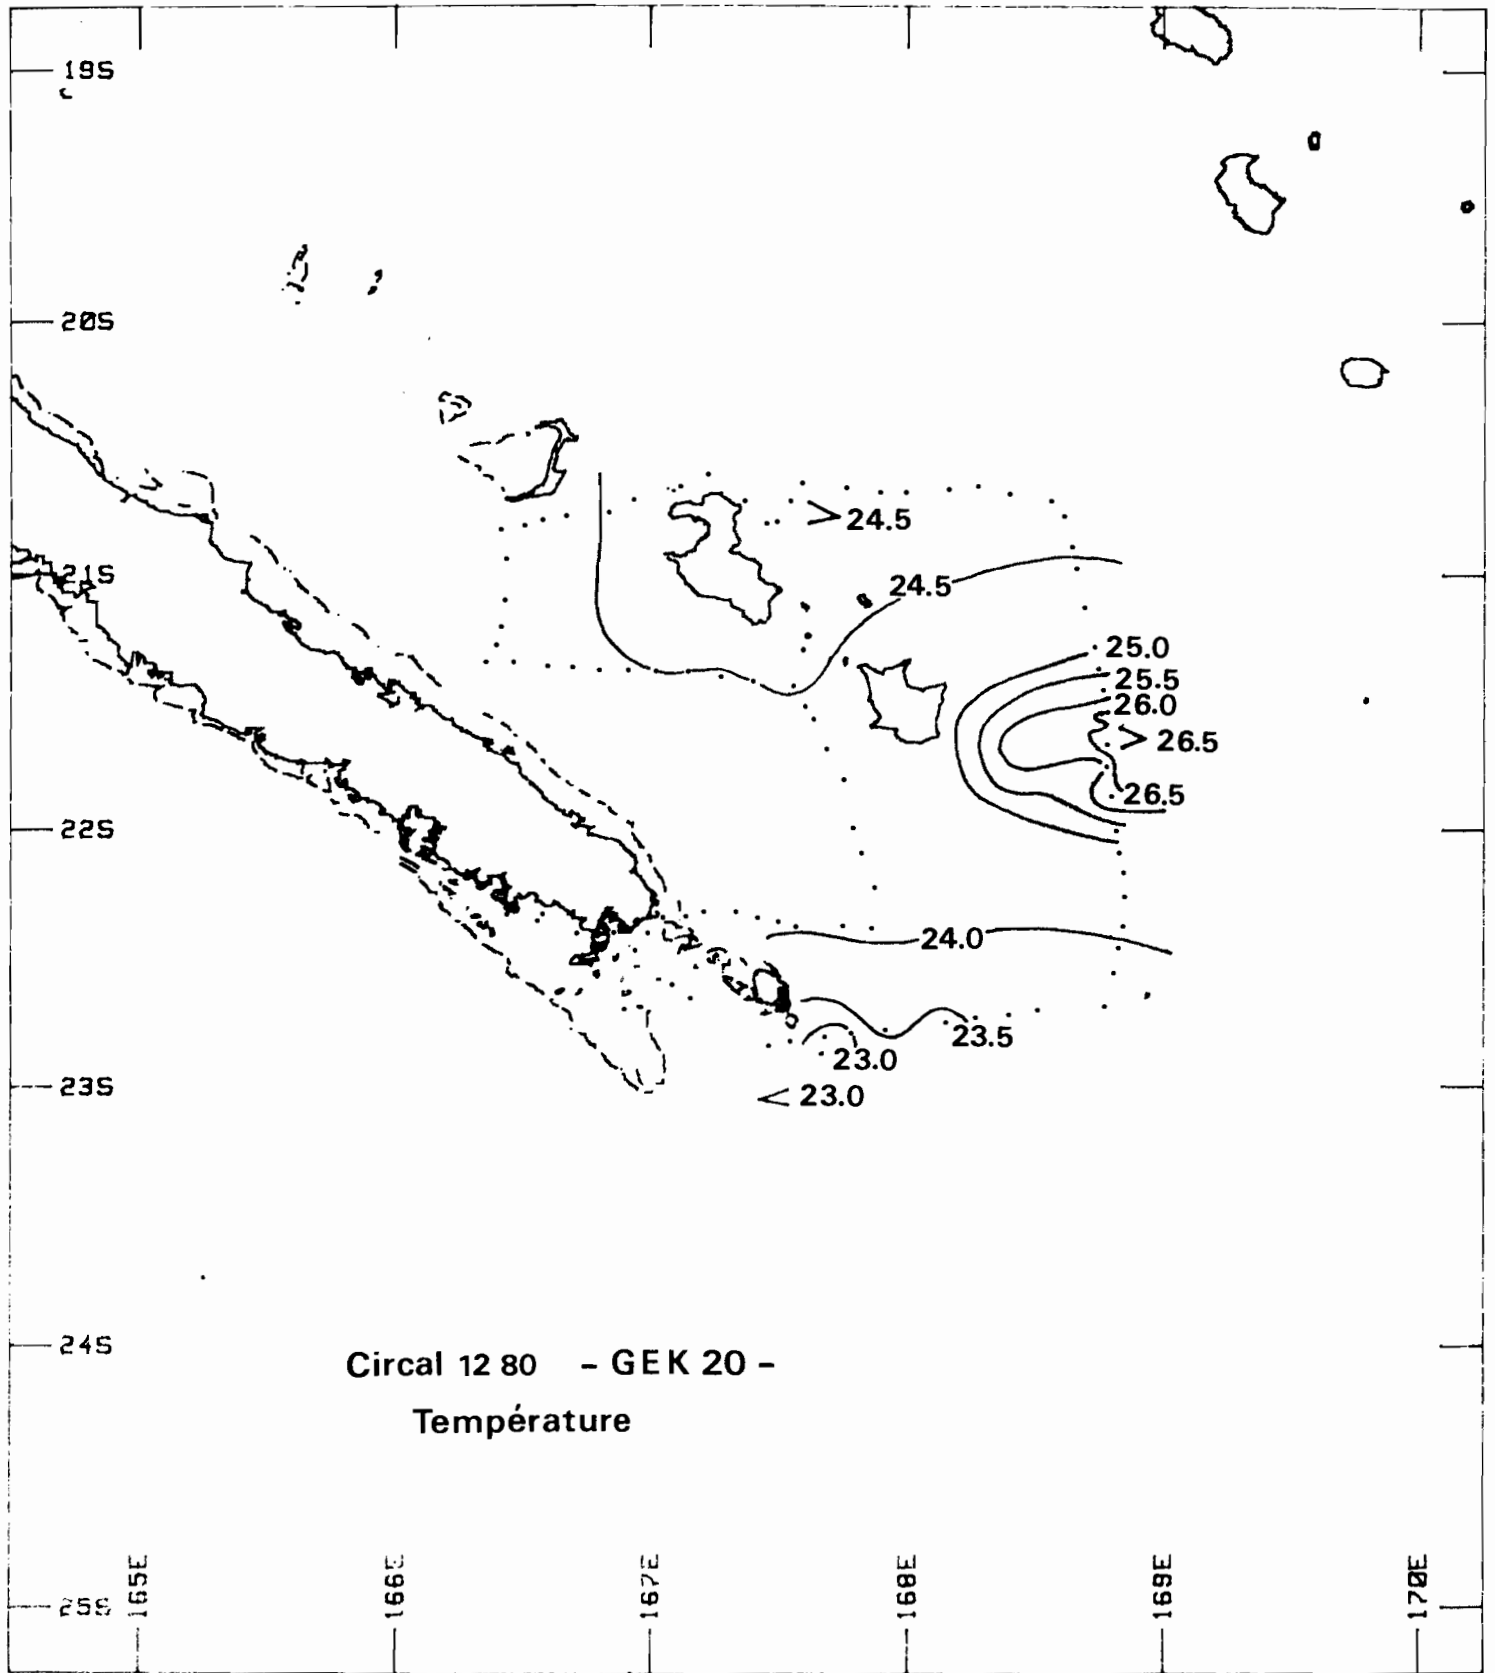 19S
20S
> 24.5
21S
24.5
25.0
25.5
26.0
> 26.5
26.5
22S
24.0
23.5
23.0
23S
< 23.0
24S
Circal 12 80 - GEK 20 -
Température
25S
165E
166E
167E
168E
169E
170E